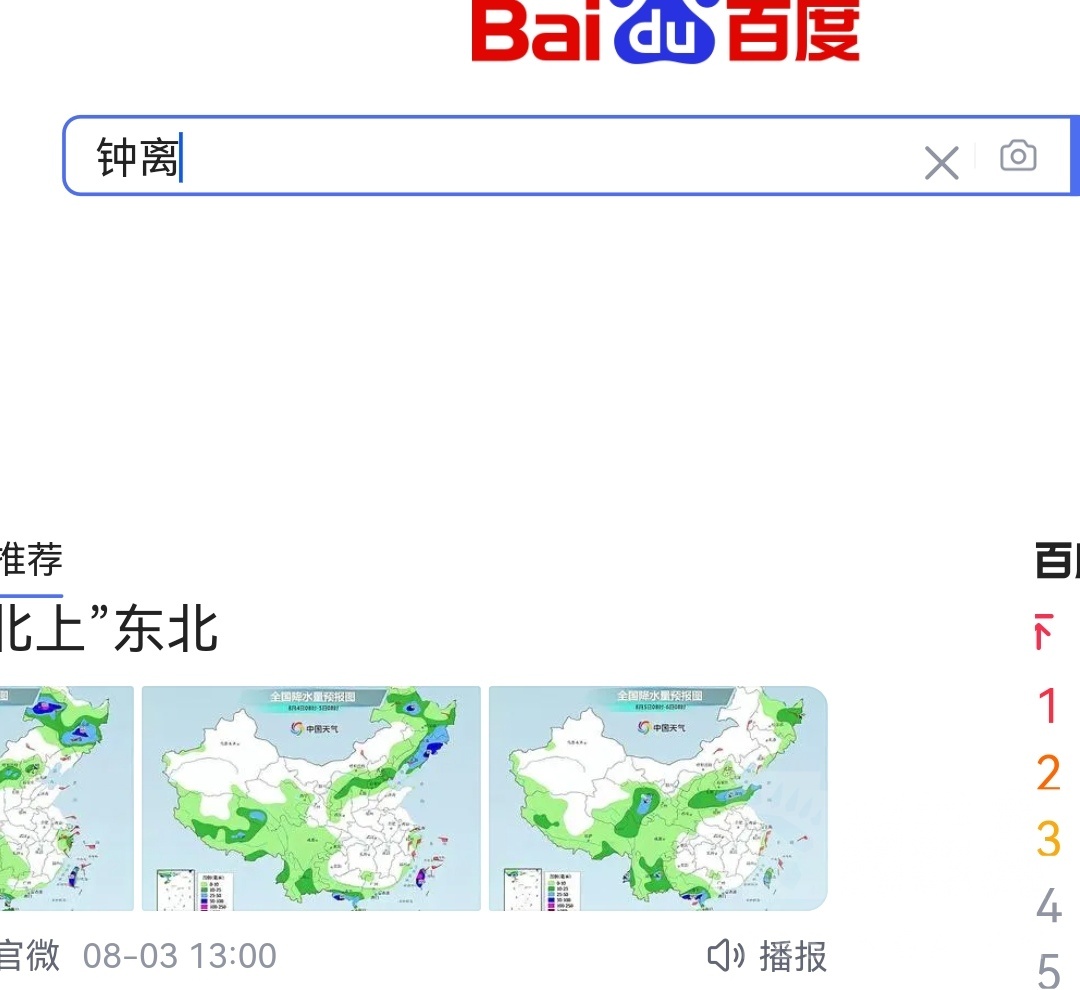 Bai du 百度
钟离
推荐
北上”东北
全国降水量预报图
中国天气
全国降水量预报图
中国天气
官微 08-03 13:00
播报
百
1
2
3
4
5